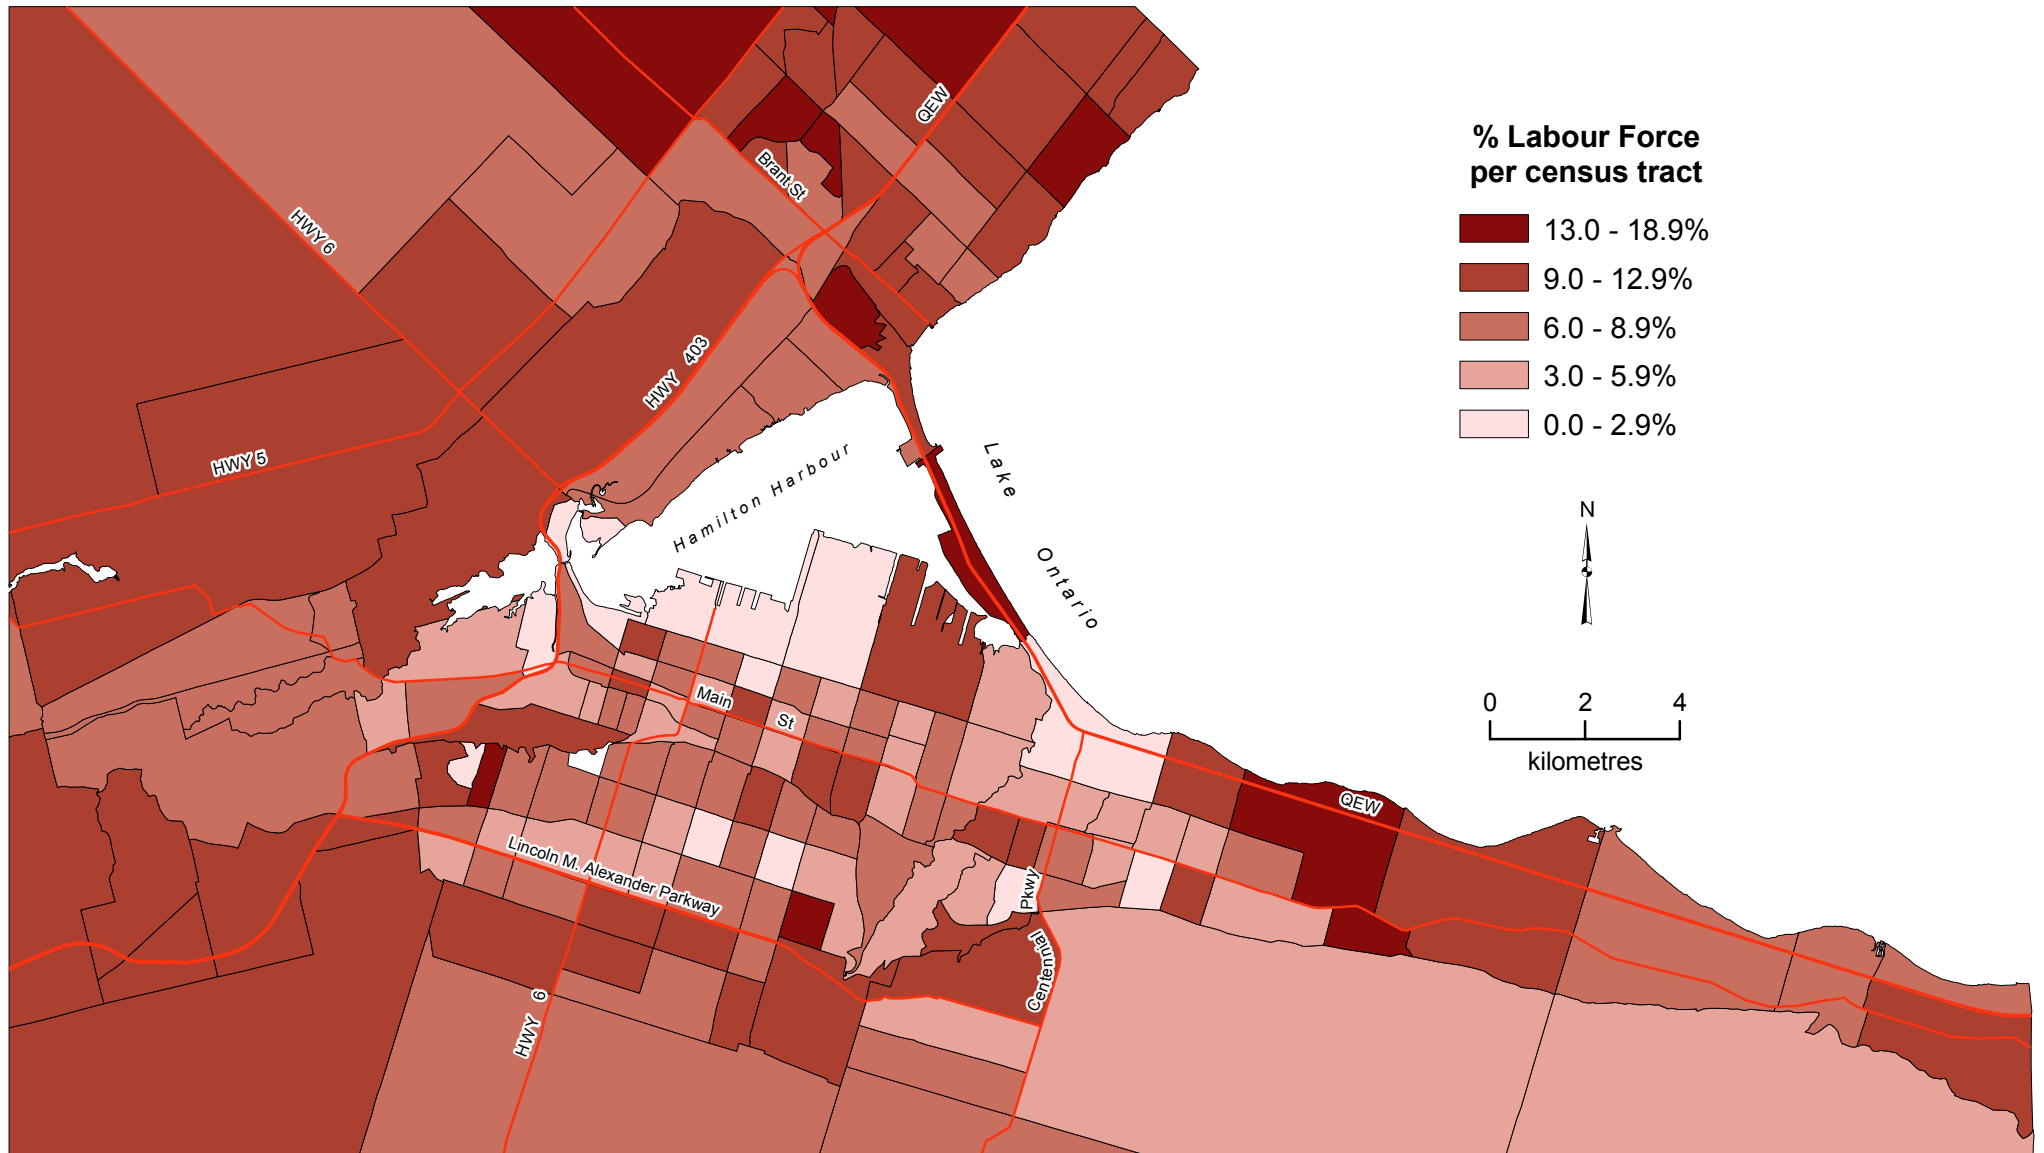 % Labour Force
per census tract
13.0 - 18.9%
9.0 - 12.9%
6.0 - 8.9%
3.0 - 5.9%
0.0 - 2.9%
N
0 2 4
kilometres
QEW
Brant St
HWY 6
HWY 403
HWY 5
Hamilton Harbour
Lake
Ontario
Main St
QEW
Lincoln M. Alexander Parkway
Centennial Pkwy
HWY 6